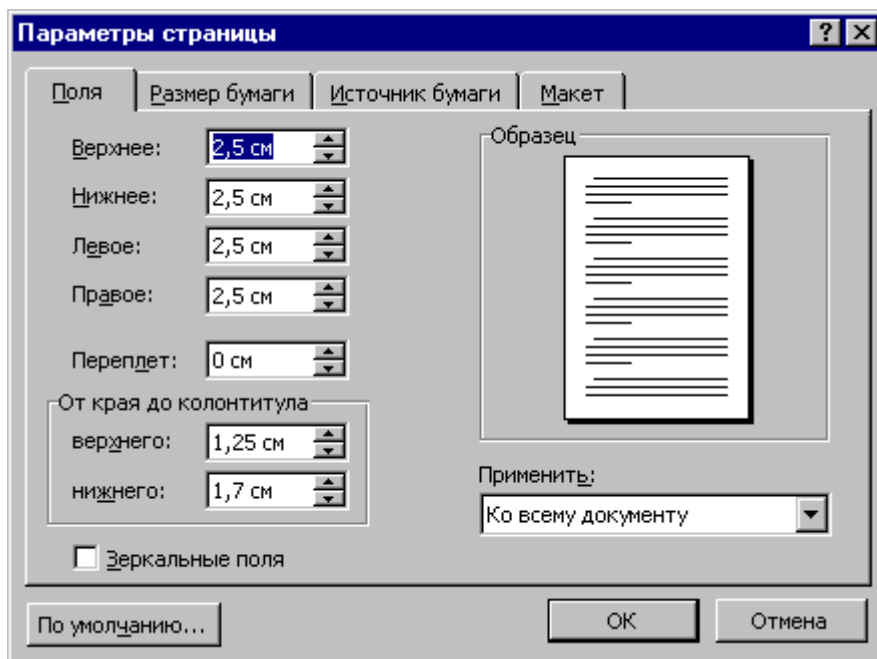 Параметры страницы
Поля Размер бумаги Источник бумаги Макет
Верхнее: 2,5 см
Нижнее: 2,5 см
Левое: 2,5 см
Правое: 2,5 см
Переплет: 0 см
От края до колонтитула
верхнего: 1,25 см
нижнего: 1,7 см
Зеркальные поля
Образец
Применить:
Ко всему документу
По умолчанию... ОК Отмена